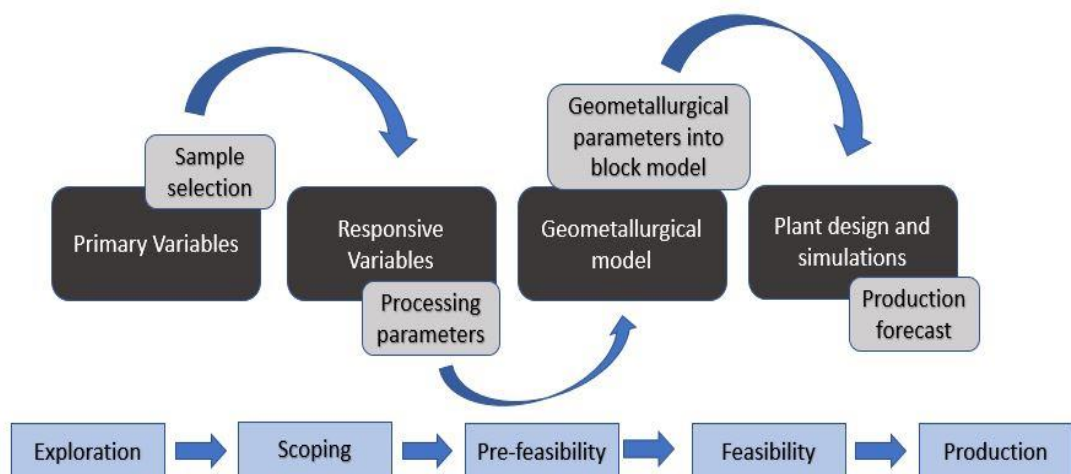 Sample
selection
Primary Variables
Responsive
Variables
Processing
parameters
Geometallurgical
parameters into
block model
Geometallurgical
model
Plant design and
simulations
Production
forecast
Exploration
Scoping
Pre-feasibility
Feasibility
Production